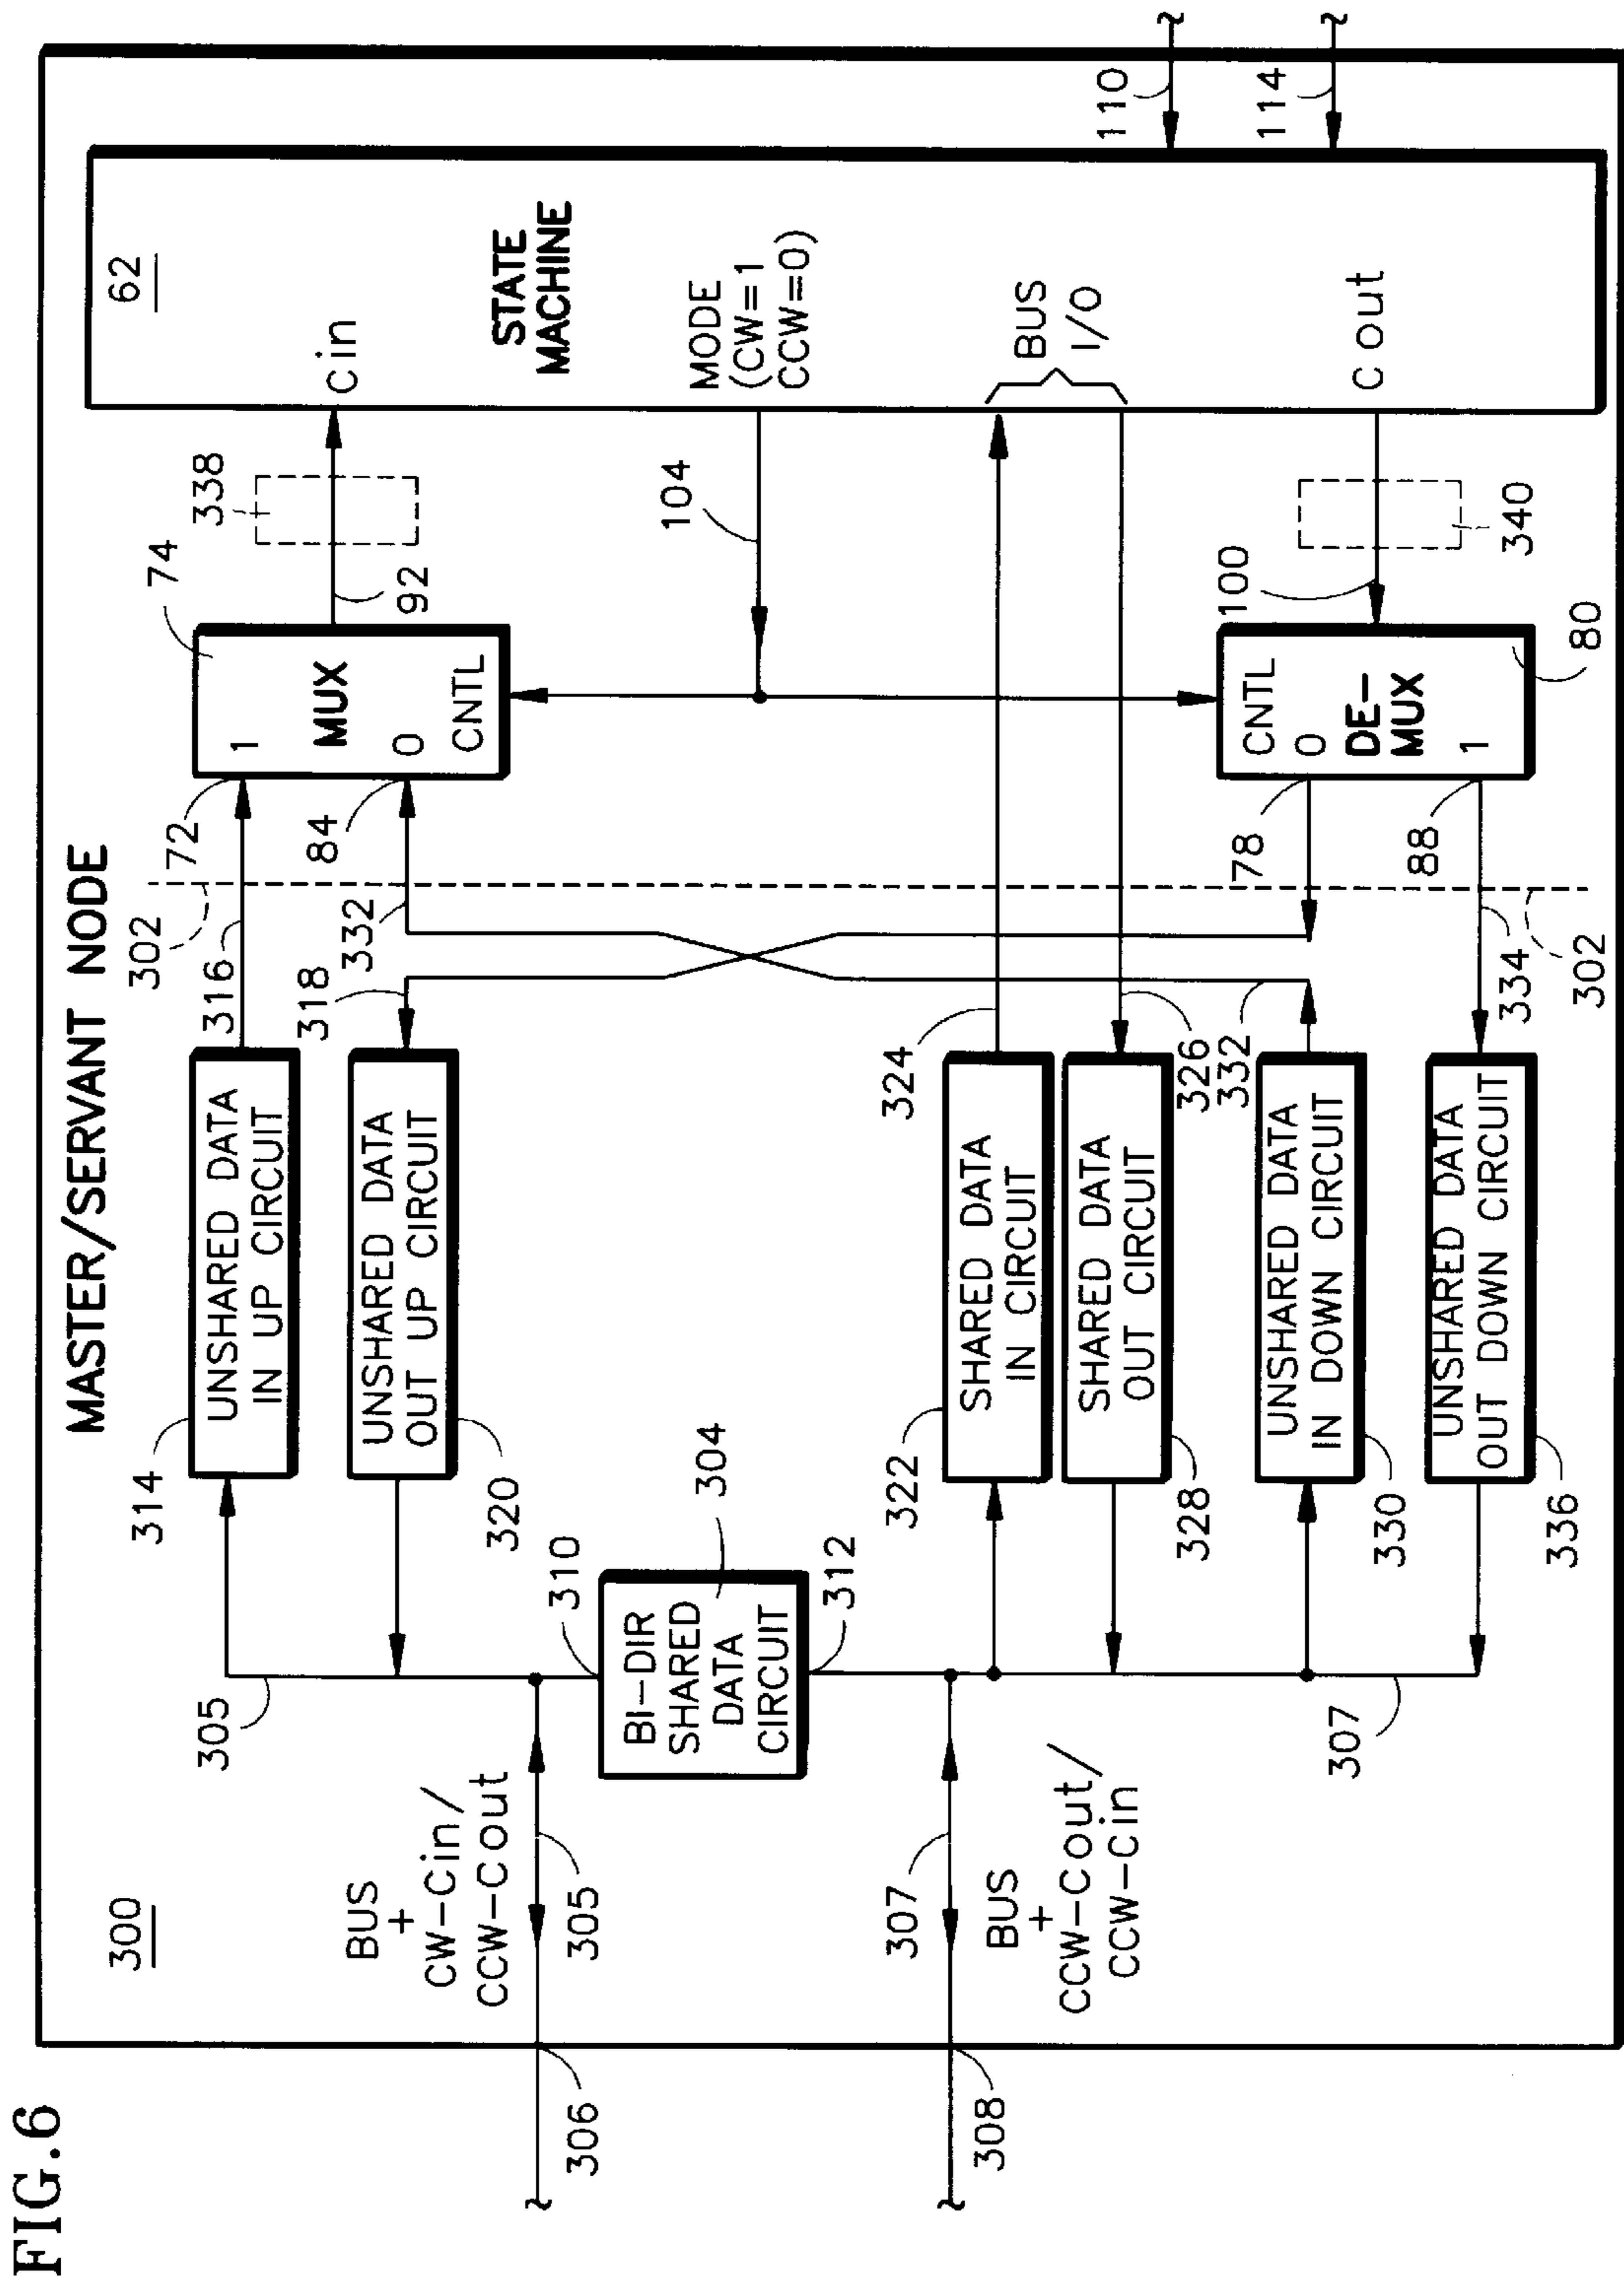 FIG.6
MASTER/SERVANT NODE
300
BUS
+
CW-Cin/
CCW-Cout
305
306
305
307
BUS
+
CCW-Cout/
CCW-Cin
308
307
310
BI-DIR
SHARED
DATA
CIRCUIT
304
312
314
UNSHARED DATA
IN UP CIRCUIT
316
320
UNSHARED DATA
OUT UP CIRCUIT
318
322
SHARED DATA
IN CIRCUIT
324
328
SHARED DATA
OUT CIRCUIT
326
330
UNSHARED DATA
IN DOWN CIRCUIT
332
336
UNSHARED DATA
OUT DOWN CIRCUIT
334
302
332
302
72
84
74
1
MUX
0
CNTL
92
338
104
78
88
CNTL
0
DE-
MUX
1
80
100
340
62
Cin
STATE
MACHINE
MODE
(CW=1
CCW=0)
BUS
I/O
C out
110
114